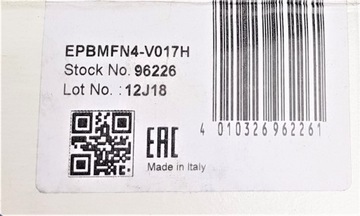 EPBMFN4-V017H
Stock No. 96226
Lot No. : 12J18
4 010326 962261
EAC
Made in Italy